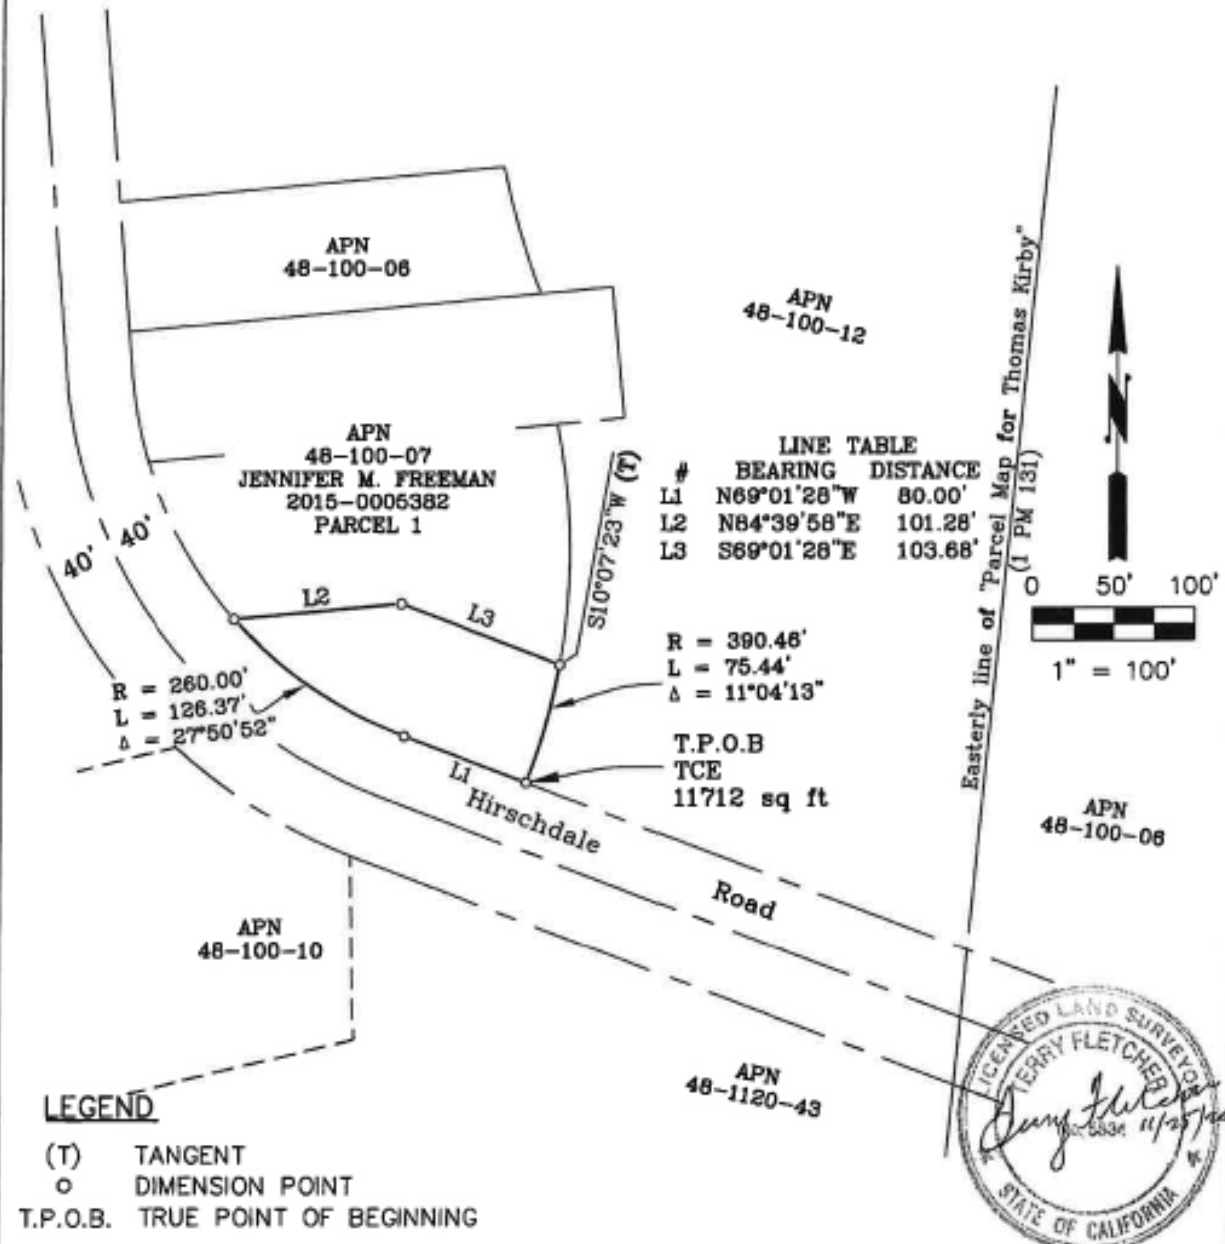 APN
48-100-06
APN
48-100-12
Easterly line of "Parcel Map for Thomas Kirby"
(1 PM 131)
N
APN
48-100-07
JENNIFER M. FREEMAN
2015-0005382
PARCEL 1
S10°07'23"W (T)
LINE TABLE
# BEARING DISTANCE
L1 N69°01'28"W 80.00'
L2 N84°39'58"E 101.28'
L3 S69°01'28"E 103.68'
40'
40'
L2
L3
0 50' 100'
1" = 100'
R = 390.46'
L = 75.44'
Δ = 11°04'13"
R = 260.00'
L = 126.37'
Δ = 27°50'52"
T.P.O.B
TCE
11712 sq ft
L1
Hirschdale
Road
APN
48-100-06
APN
48-100-10
APN
48-1120-43
LICENSED LAND SURVEYOR
TERRY FLETCHER
STATE OF CALIFORNIA
LEGEND
(T) TANGENT
o DIMENSION POINT
T.P.O.B. TRUE POINT OF BEGINNING